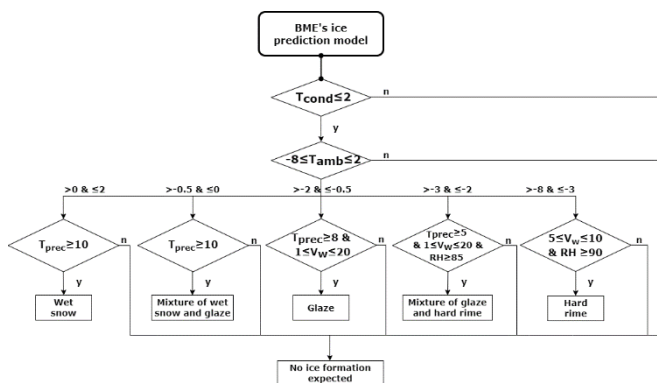 BME's ice
prediction model
Tcond≤2
n
y
-8≤Tamb≤2
n
y
>0 & ≤2
>-0.5 & ≤0
>-2 & ≤-0.5
>-3 & ≤-2
>-8 & ≤-3
Tprec≥10
n
Tprec≥10
n
Tprec≥8 &
1≤Vw≤20
n
Tprec≥5
& 1≤Vw≤20 &
RH≥85
n
5≤Vw≤10
& RH ≥90
n
y
y
y
y
y
Wet
snow
Mixture of wet
snow and glaze
Glaze
Mixture of glaze
and hard rime
Hard
rime
No ice formation
expected